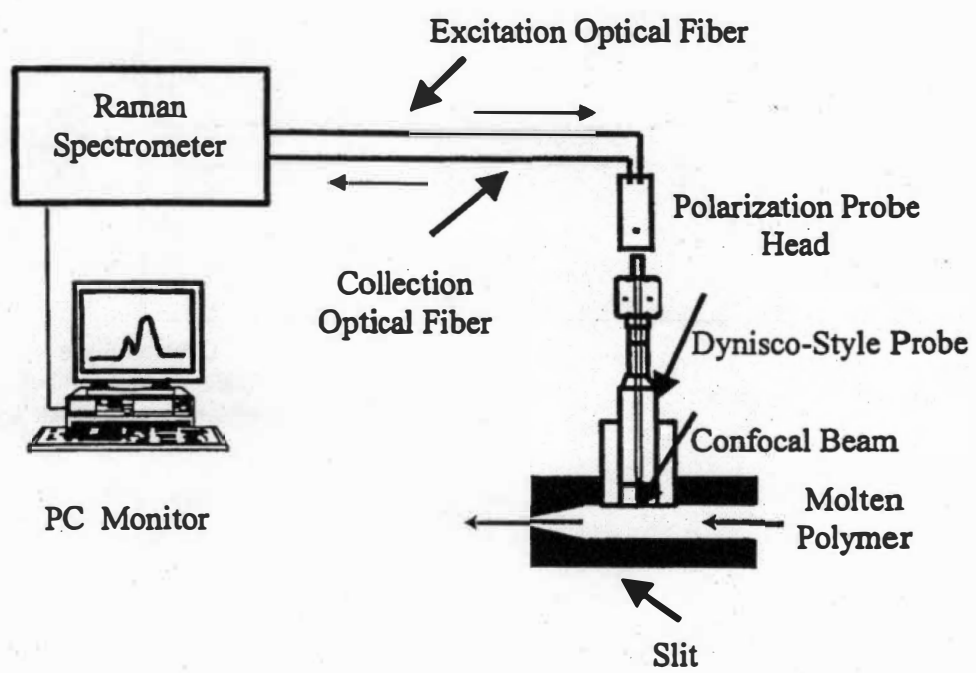 Excitation Optical Fiber
Raman
Spectrometer
Polarization Probe
Head
Collection
Optical Fiber
Dynisco-Style Probe
Confocal Beam
PC Monitor
Molten
Polymer
Slit